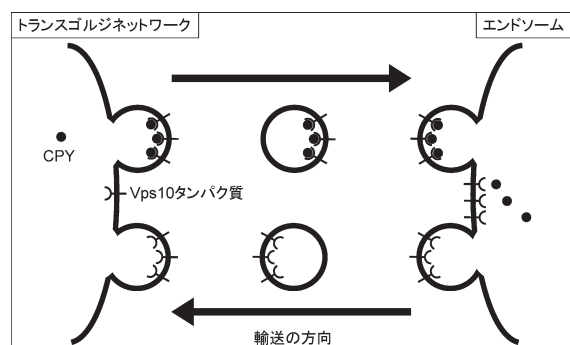 トランスゴルジネットワーク
エンドソーム
CPY
Vps10タンパク質
輸送の方向